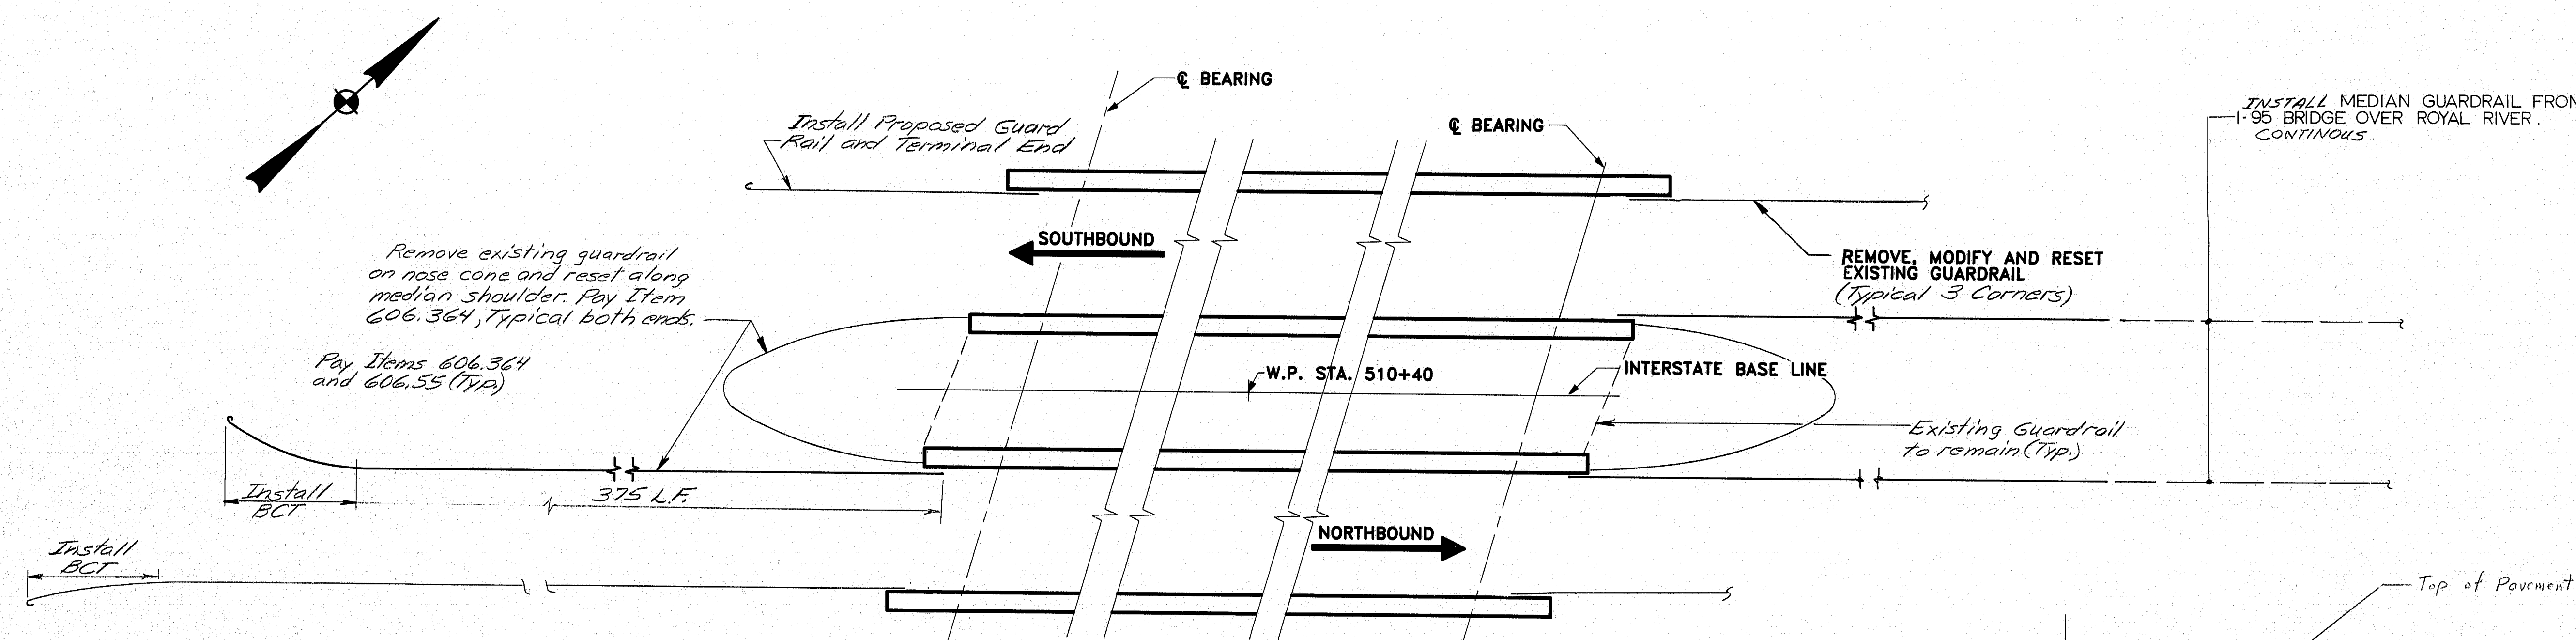 ℄ BEARING
℄ BEARING
Install Proposed Guard
Rail and Terminal End
INSTALL MEDIAN GUARDRAIL FRON
I-95 BRIDGE OVER ROYAL RIVER.
CONTINOUS
SOUTHBOUND
REMOVE, MODIFY AND RESET
EXISTING GUARDRAIL
(Typical 3 Corners)
Remove existing guardrail
on nose cone and reset along
median shoulder. Pay Item
606.364, Typical both ends.
Pay Items 606.364
and 606.55 (Typ.)
W.P. STA. 510+40
INTERSTATE BASE LINE
Existing Guardrail
to remain (Typ.)
Install
BCT
375 L.F.
NORTHBOUND
Install
BCT
Top of Pavement